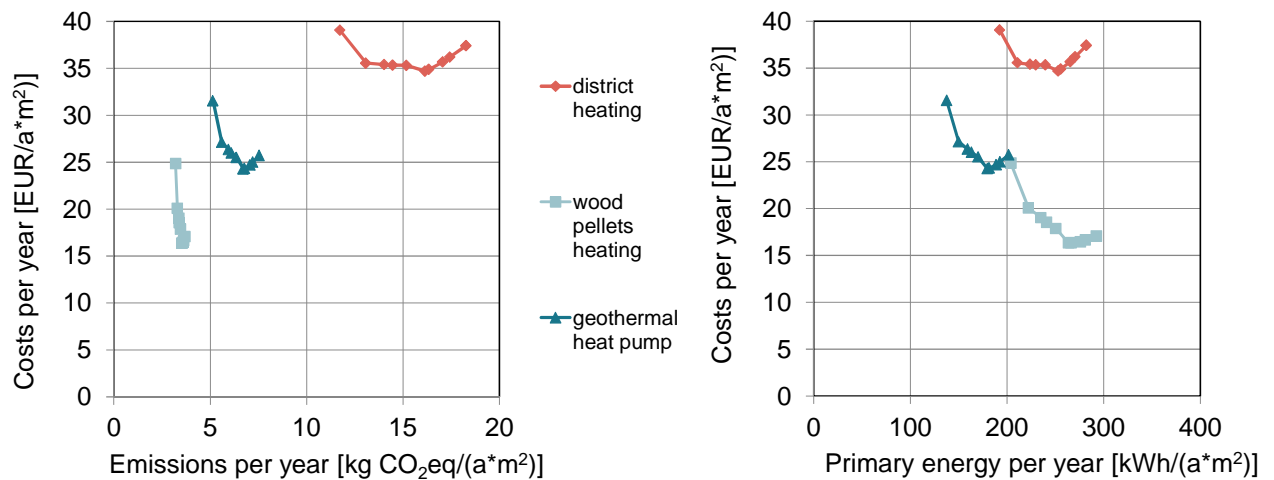 40
35
30
25
20
15
10
5
0
Costs per year [EUR/a*m²]
0
5
10
15
20
Emissions per year [kg CO₂eq/(a*m²)]
district
heating
wood
pellets
heating
geothermal
heat pump
40
35
30
25
20
15
10
5
0
Costs per year [EUR/a*m²)]
0
100
200
300
400
Primary energy per year [kWh/(a*m²)]